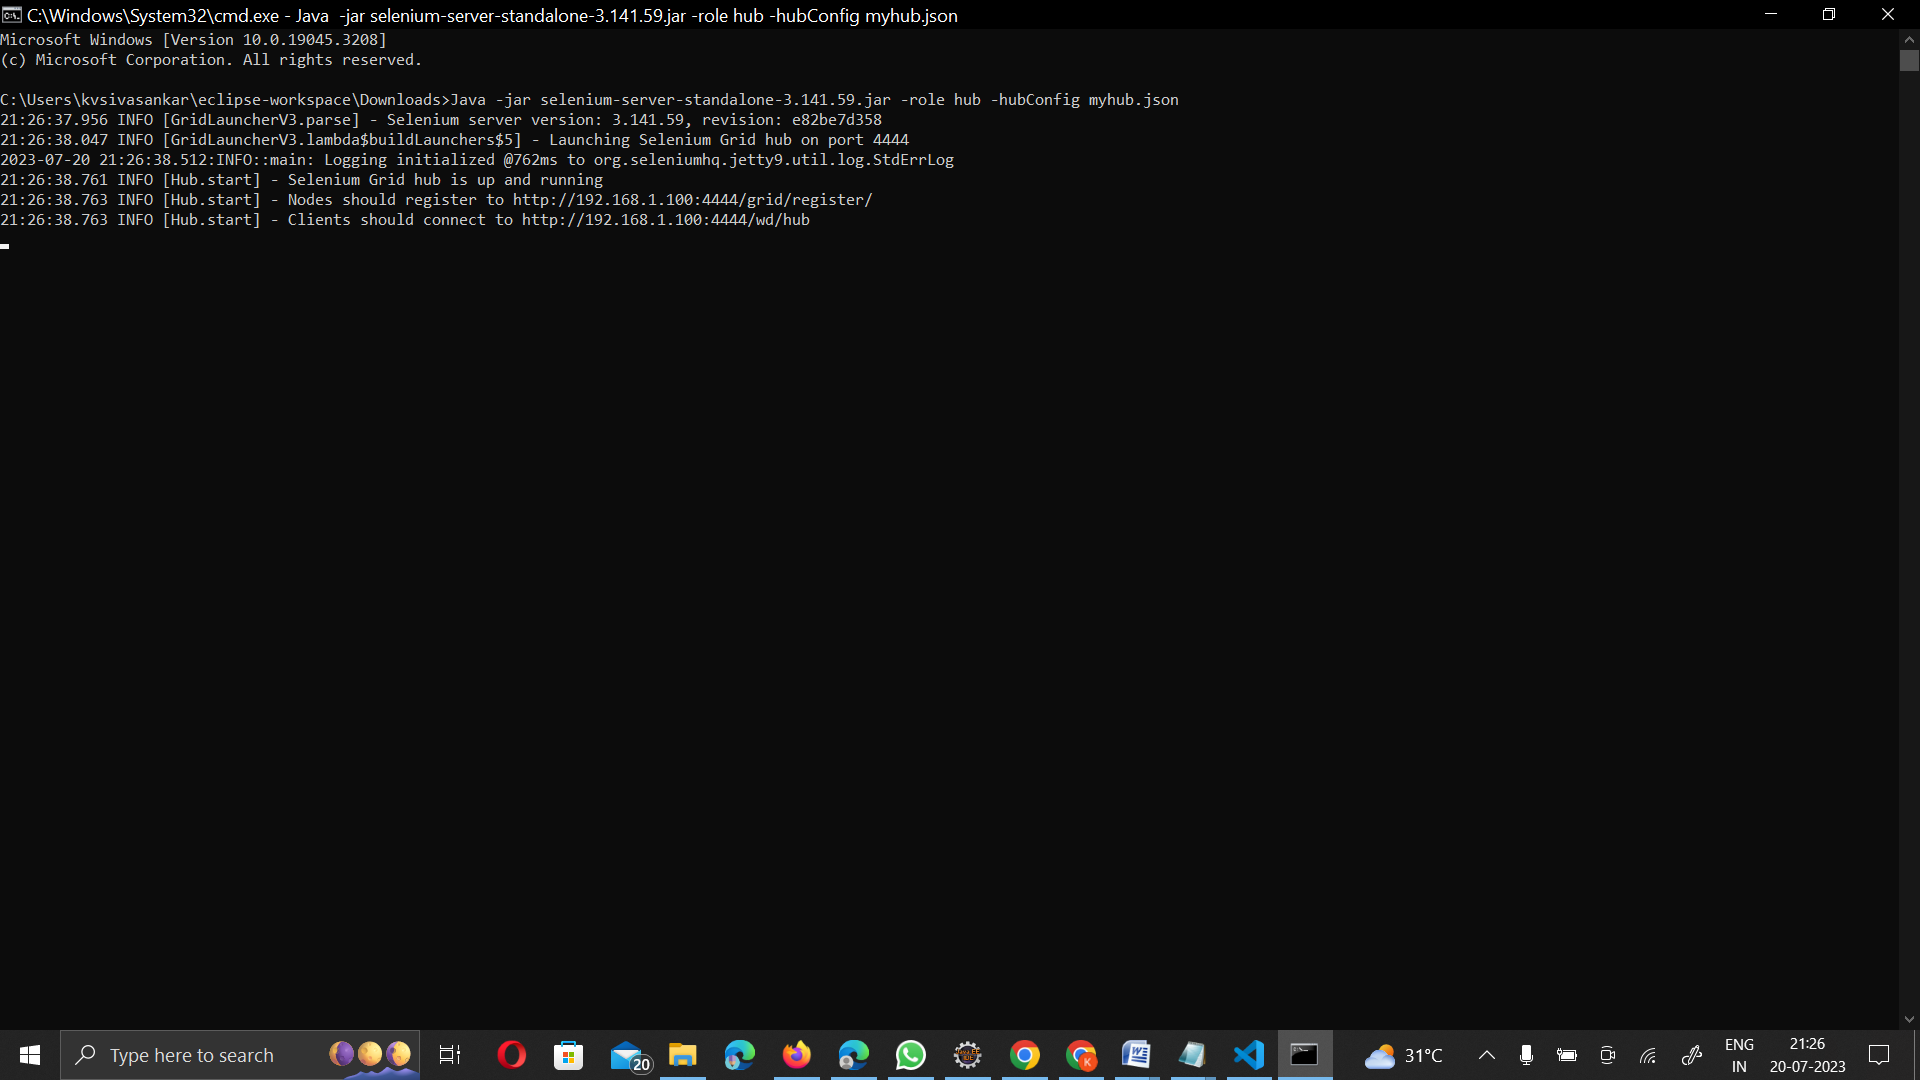 C:\Windows\System32\cmd.exe - Java  -jar selenium-server-standalone-3.141.59.jar -role hub -hubConfig myhub.json
Microsoft Windows [Version 10.0.19045.3208]
(c) Microsoft Corporation. All rights reserved.
C:\Users\kvsivasankar\eclipse-workspace\Downloads>Java -jar selenium-server-standalone-3.141.59.jar -role hub -hubConfig myhub.json
21:26:37.956 INFO [GridLauncherV3.parse] - Selenium server version: 3.141.59, revision: e82be7d358
21:26:38.047 INFO [GridLauncherV3.lambda$buildLaunchers$5] - Launching Selenium Grid hub on port 4444
2023-07-20 21:26:38.512:INFO::main: Logging initialized @762ms to org.seleniumhq.jetty9.util.log.StdErrLog
21:26:38.761 INFO [Hub.start] - Selenium Grid hub is up and running
21:26:38.763 INFO [Hub.start] - Nodes should register to http://192.168.1.100:4444/grid/register/
21:26:38.763 INFO [Hub.start] - Clients should connect to http://192.168.1.100:4444/wd/hub
Type here to search
20
K
31°C
ENG
IN
21:26
20-07-2023